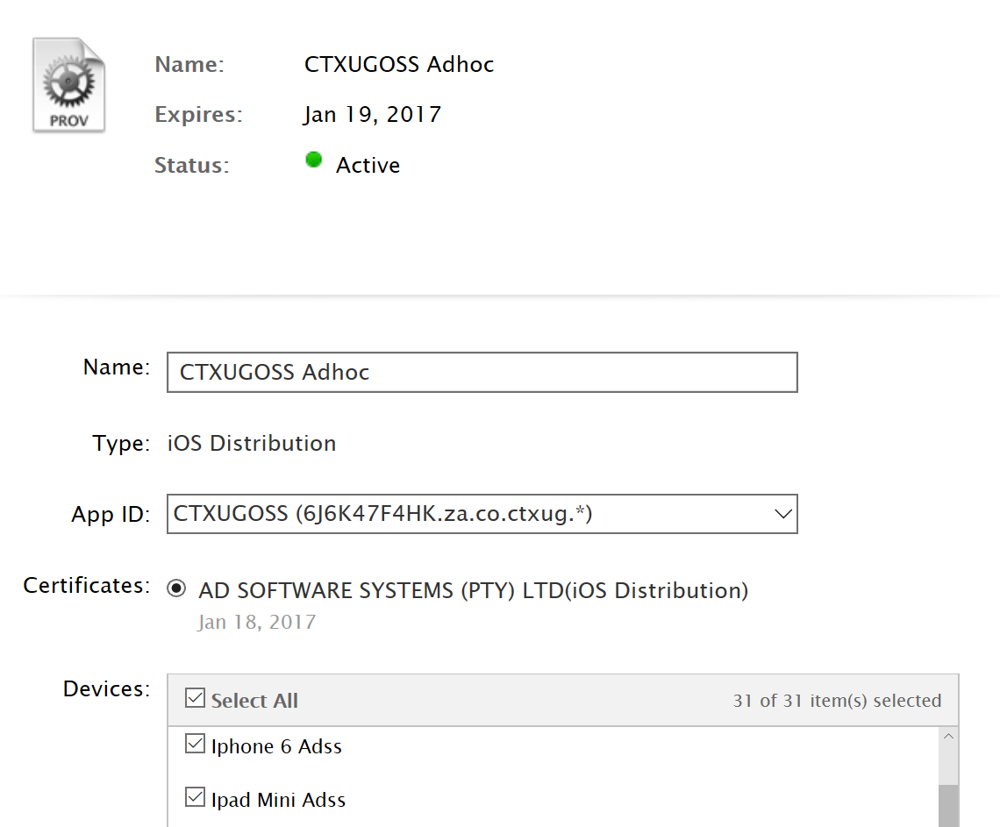 PROV
Name: CTXUGOSS Adhoc
Expires: Jan 19, 2017
Status: Active
Name: CTXUGOSS Adhoc
Type: iOS Distribution
App ID: CTXUGOSS (6J6K47F4HK.za.co.ctxug.*)
Certificates: AD SOFTWARE SYSTEMS (PTY) LTD(iOS Distribution)
Jan 18, 2017
Devices: Select All 31 of 31 item(s) selected
Iphone 6 Adss
Ipad Mini Adss